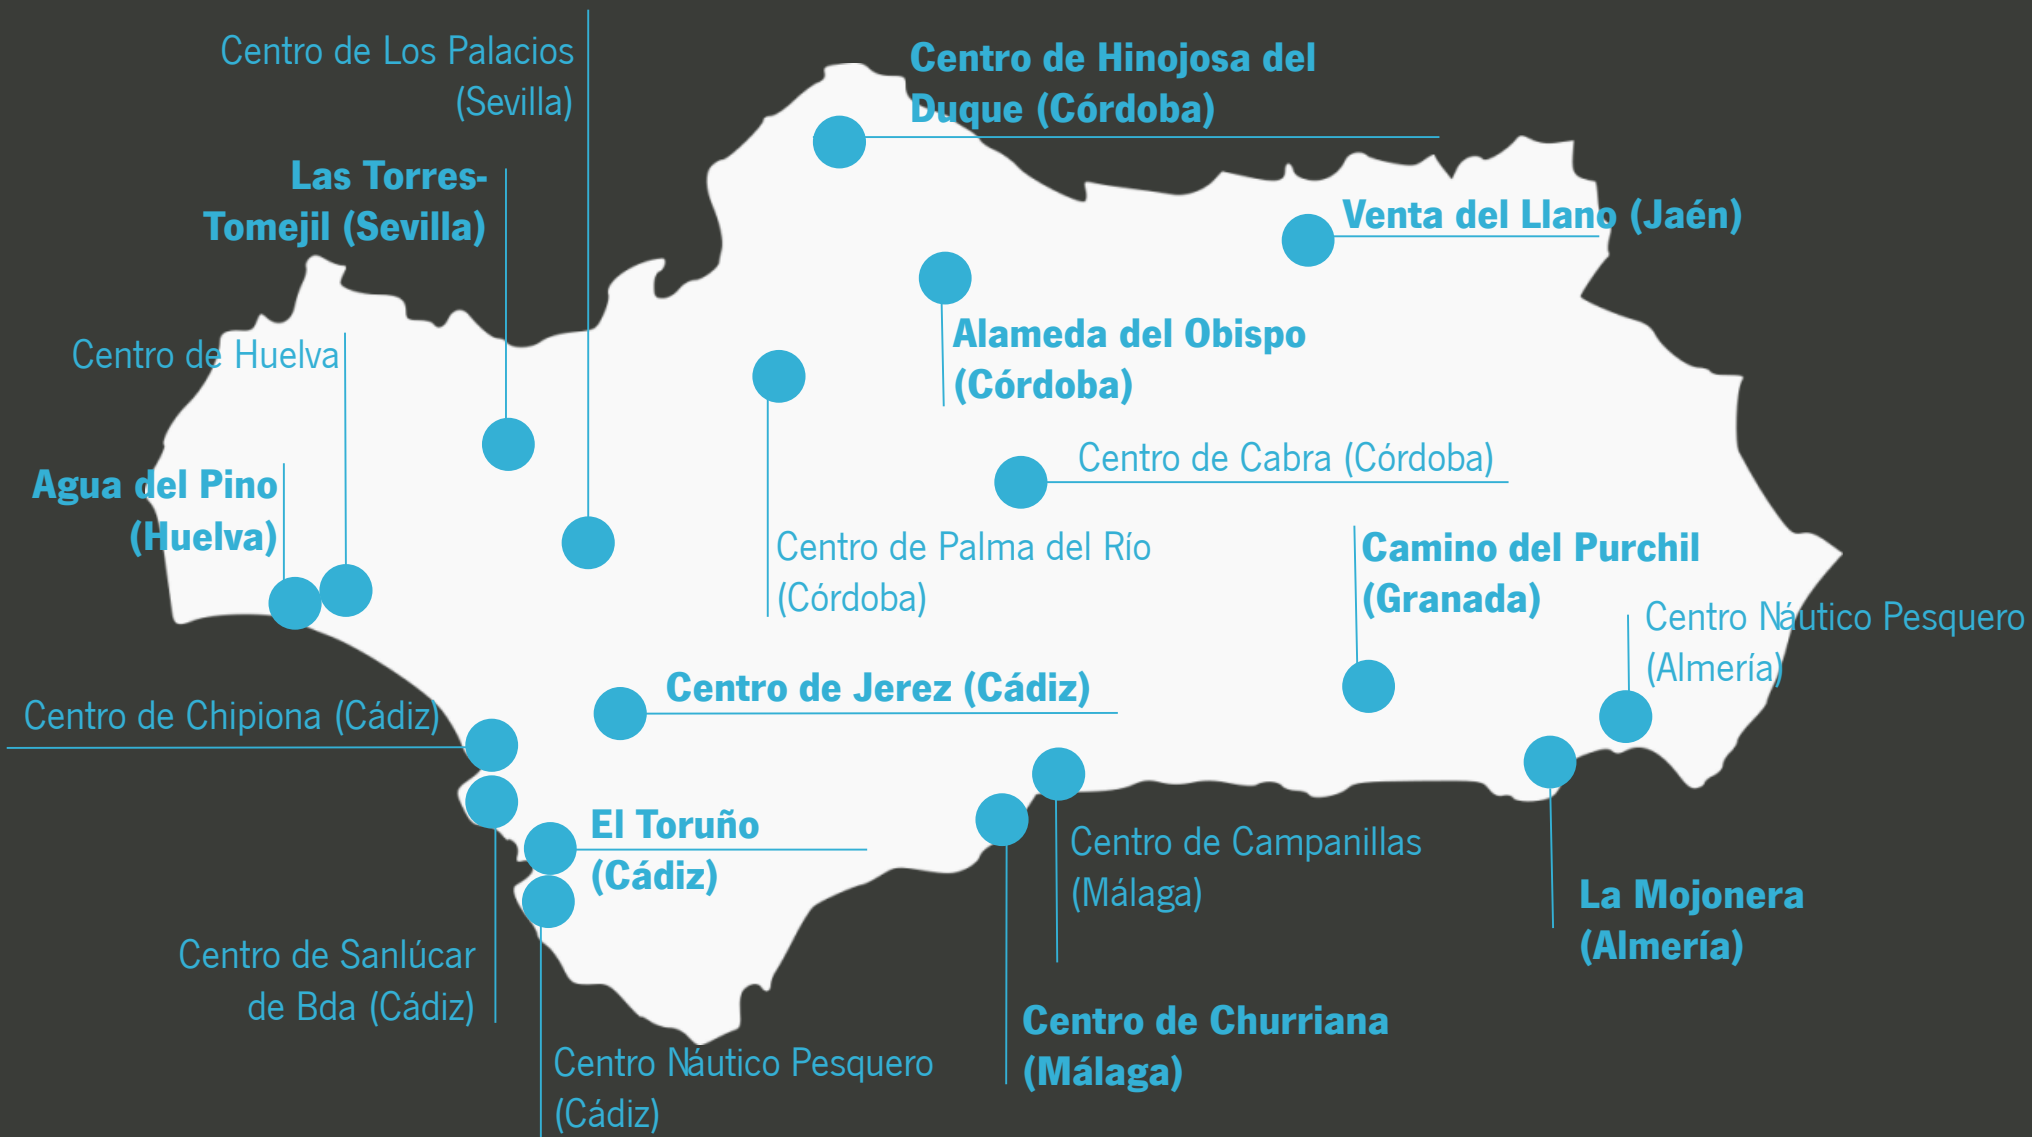 Centro de Los Palacios
(Sevilla)
Centro de Hinojosa del
Duque (Córdoba)
Las Torres-
Tomejil (Sevilla)
Venta del Llano (Jaén)
Centro de Huelva
Alameda del Obispo
(Córdoba)
Centro de Cabra (Córdoba)
Agua del Pino
(Huelva)
Centro de Palma del Río
(Córdoba)
Camino del Purchil
(Granada)
Centro Náutico Pesquero
(Almería)
Centro de Jerez (Cádiz)
Centro de Chipiona (Cádiz)
El Toruño
(Cádiz)
Centro de Campanillas
(Málaga)
La Mojonera
(Almería)
Centro de Sanlúcar
de Bda (Cádiz)
Centro de Churriana
(Málaga)
Centro Náutico Pesquero
(Cádiz)